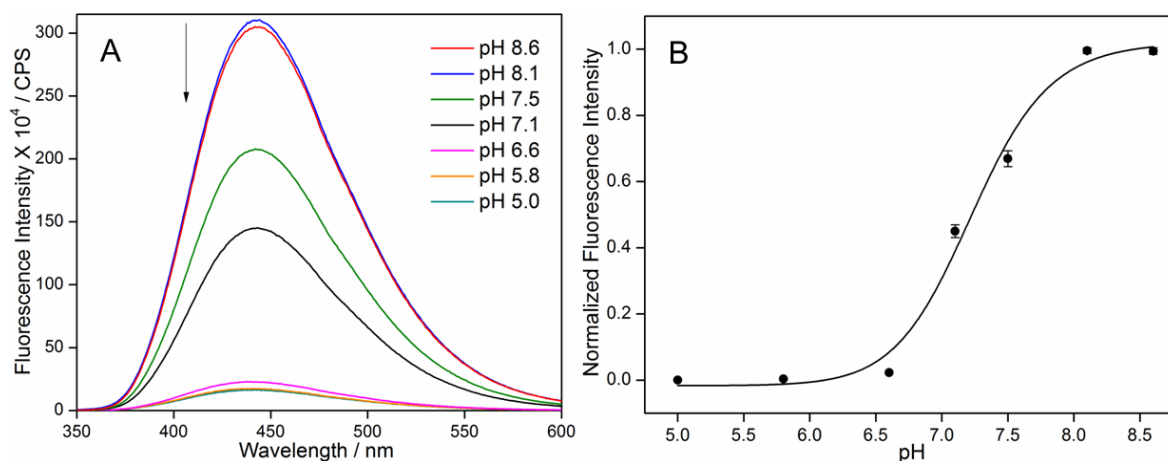 A
Fluorescence Intensity X 10⁴ / CPS
300
250
200
150
100
50
0
350
400
450
500
550
600
Wavelength / nm
pH 8.6
pH 8.1
pH 7.5
pH 7.1
pH 6.6
pH 5.8
pH 5.0
B
Normalized Fluorescence Intensity
1.0
0.8
0.6
0.4
0.2
0.0
5.0
5.5
6.0
6.5
7.0
7.5
8.0
8.5
pH